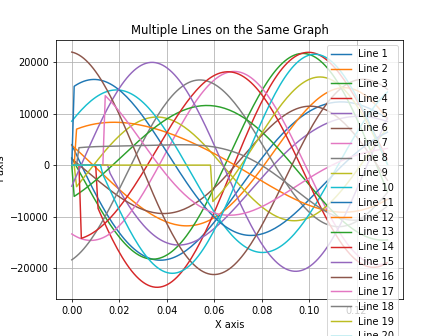 Multiple Lines on the Same Graph
20000
10000
0
−10000
−20000
0.00 0.02 0.04 0.06 0.08 0.10
X axis
axis
Line 1
Line 2
Line 3
Line 4
Line 5
Line 6
Line 7
Line 8
Line 9
Line 10
Line 11
Line 12
Line 13
Line 14
Line 15
Line 16
Line 17
Line 18
Line 19
Line 20